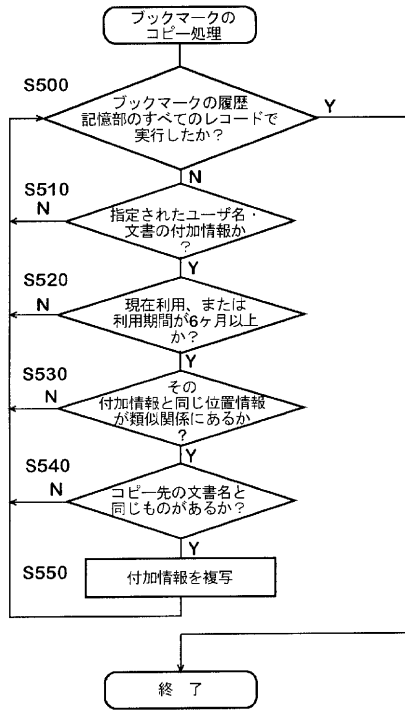 ブックマークの
コピー処理
S500
ブックマークの履歴
記憶部のすべてのレコードで
実行したか?
Y
N
S510
N
指定されたユーザ名・
文書の付加情報か
?
Y
S520
N
現在利用、または
利用期間が6ヶ月以上
か?
Y
S530
N
その
付加情報と同じ位置情報
が類似関係にあるか
?
Y
S540
N
コピー先の文書名と
同じものがあるか?
Y
S550
付加情報を複写
終 了